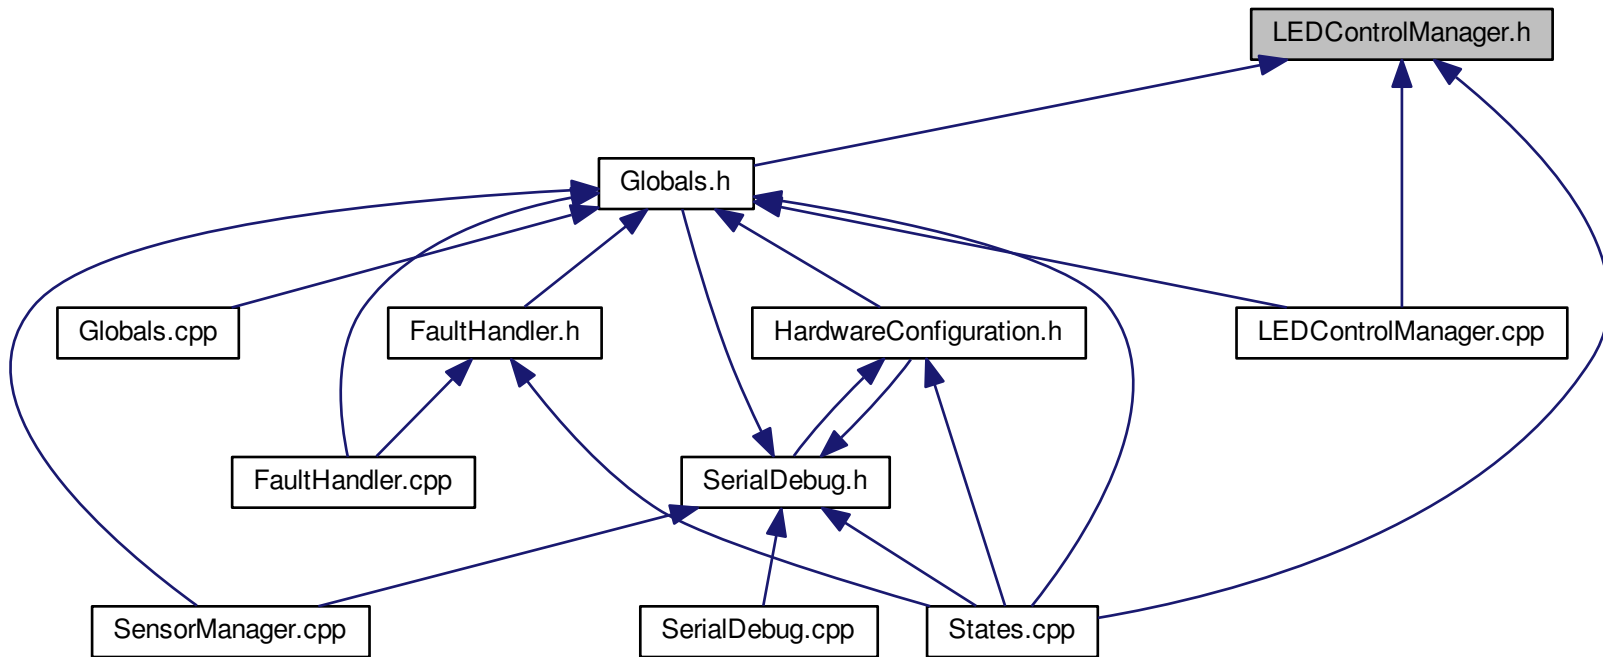 LEDControlManager.h
Globals.h
Globals.cpp
FaultHandler.h
HardwareConfiguration.h
LEDControlManager.cpp
FaultHandler.cpp
SerialDebug.h
SensorManager.cpp
SerialDebug.cpp
States.cpp